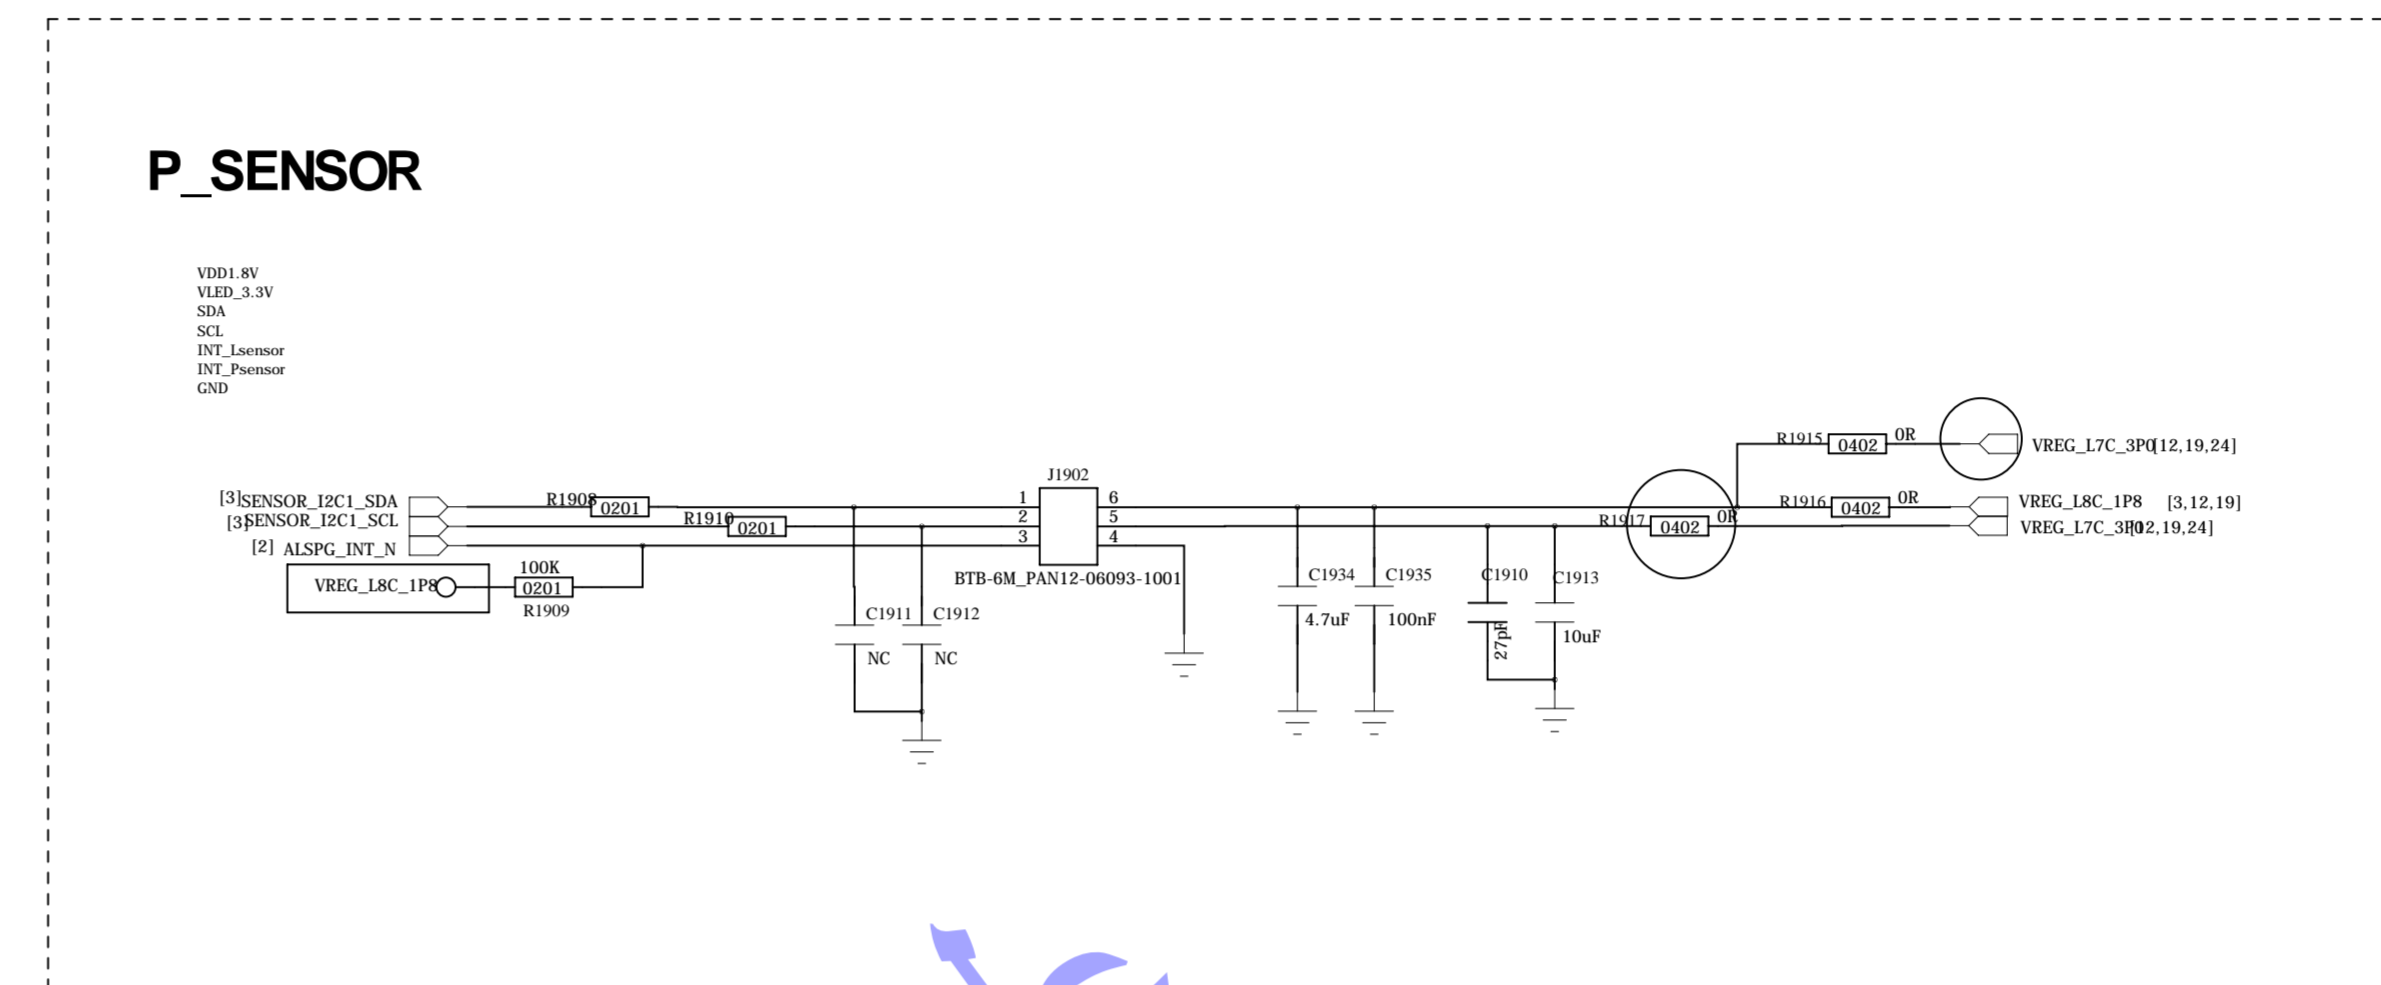 P_SENSOR
VDD1.8V
VLED_3.3V
SDA
SCL
INT_Lsensor
INT_Psensor
GND
R1915 0402 0R VREG_L7C_3P0[12,19,24]
J1902
[3]SENSOR_I2C1_SDA R1908 0201 1 6 R1916 0402 0R VREG_L8C_1P8 [3,12,19]
[3]SENSOR_I2C1_SCL R1910 0201 2 5 R1917 0402 0R VREG_L7C_3P0[12,19,24]
[2] ALSPG_INT_N 3 4
100K
VREG_L8C_1P8 0201
R1909
BTB-6M_PAN12-06093-1001
C1934 C1935 C1910 C1913
4.7uF 100nF 27pF 10uF
C1911 C1912
NC NC